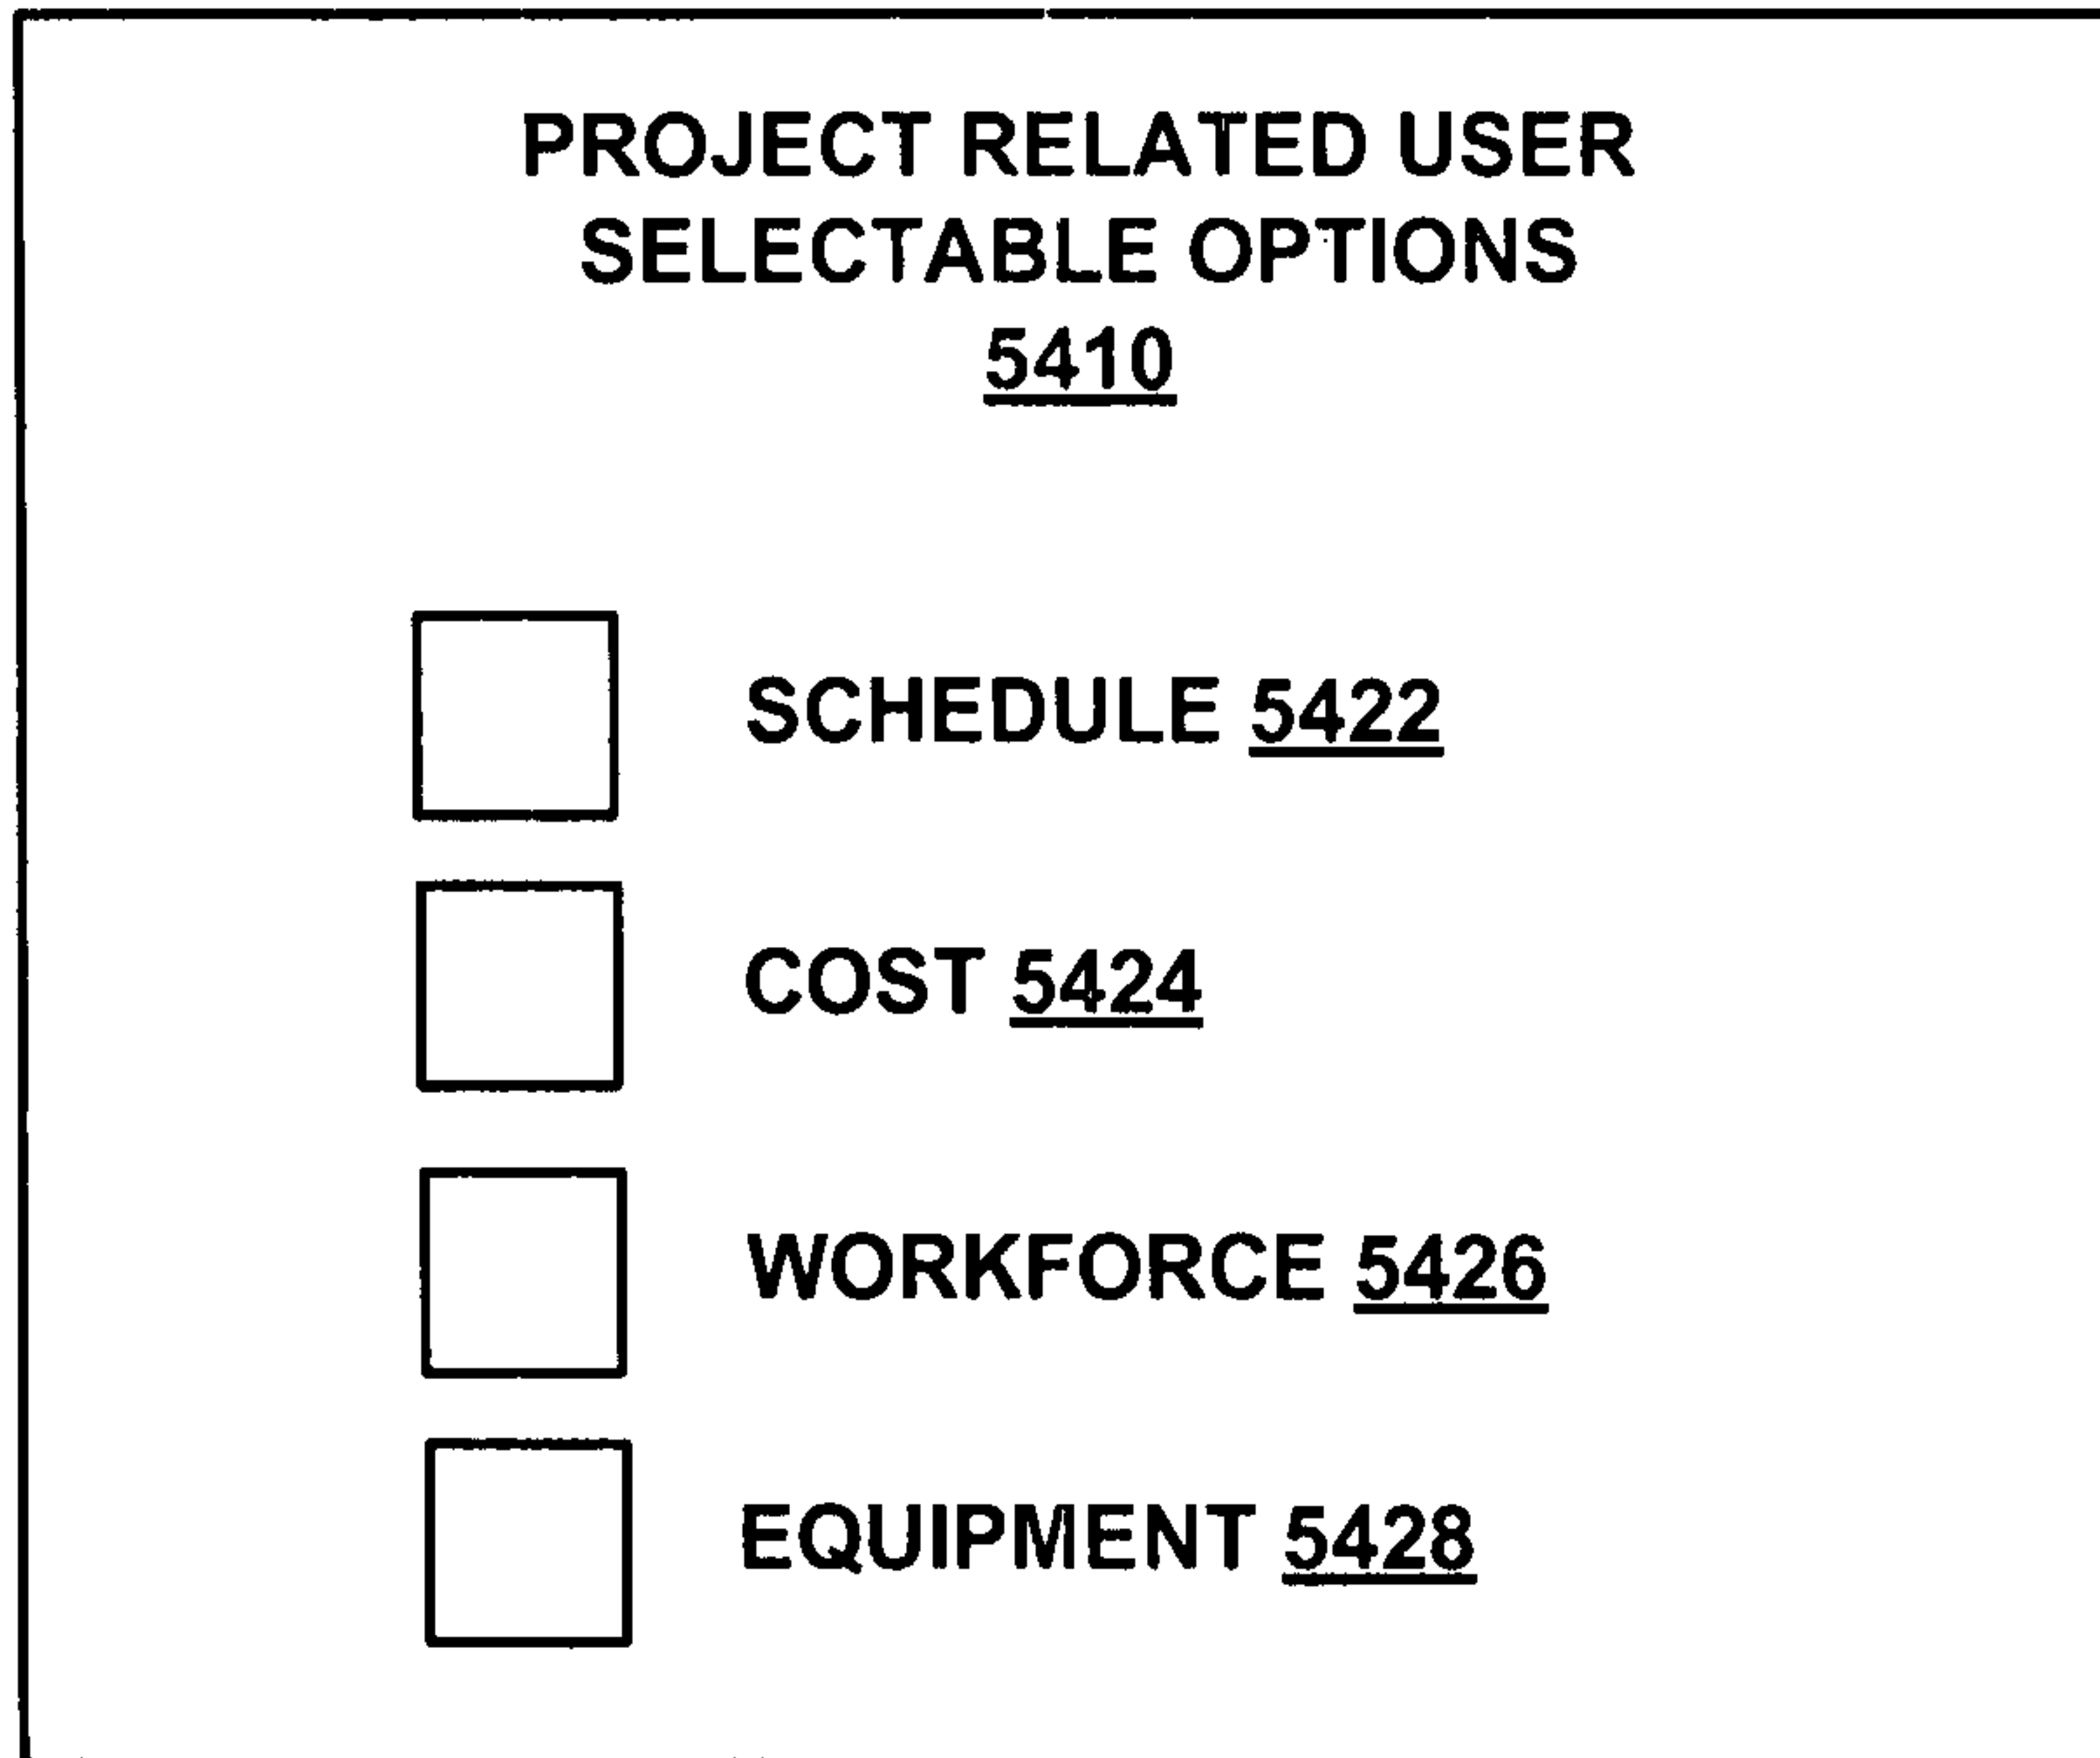 PROJECT RELATED USER
SELECTABLE OPTIONS
5410
SCHEDULE 5422
COST 5424
WORKFORCE 5426
EQUIPMENT 5428